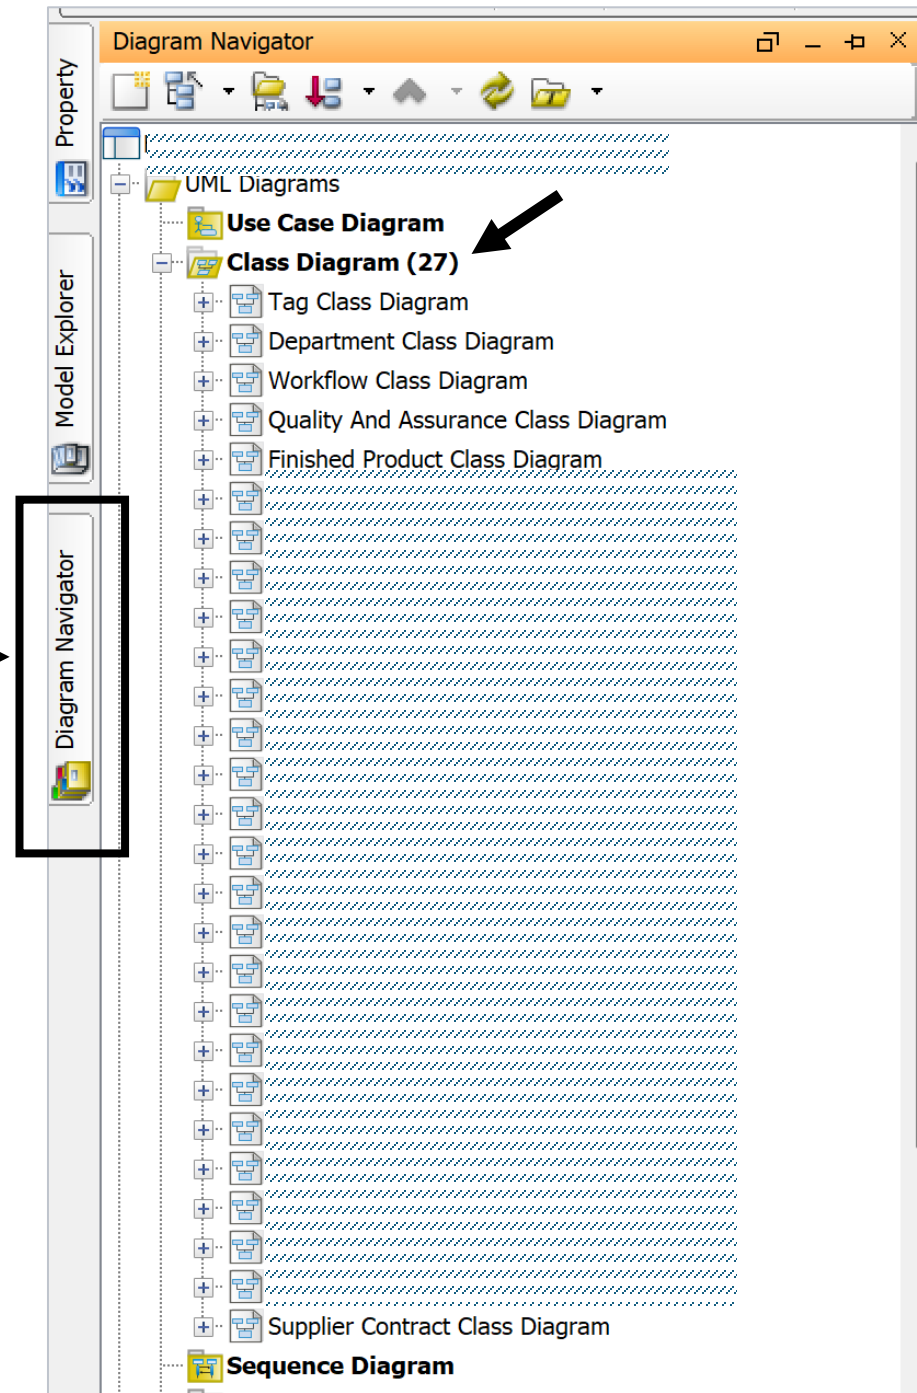 Diagram Navigator
Property
Model Explorer
Diagram Navigator
UML Diagrams
Use Case Diagram
Class Diagram (27)
Tag Class Diagram
Department Class Diagram
Workflow Class Diagram
Quality And Assurance Class Diagram
Finished Product Class Diagram
Supplier Contract Class Diagram
Sequence Diagram